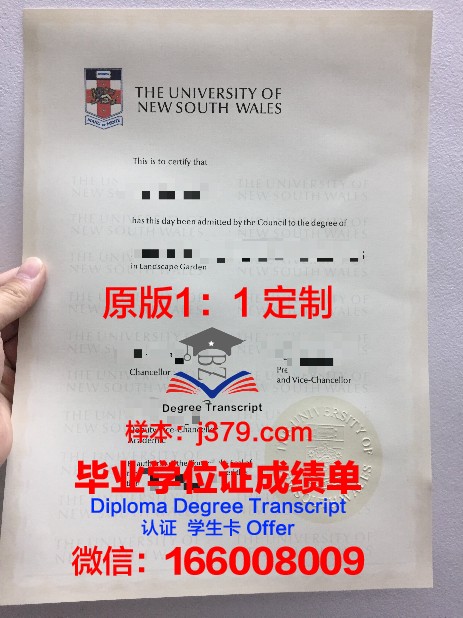 THE UNIVERSITY OF
NEW SOUTH WALES
This is to certify that
has this day been admitted by the Council to the degree of
in Landscape Garden
原版1：1定制
Chancellor
and Vice-Chancellor
Degree Transcript
样本：j379.com
Academic
毕业学位证成绩单
Diploma Degree Transcript
认证 学生卡 Offer
微信：166008009